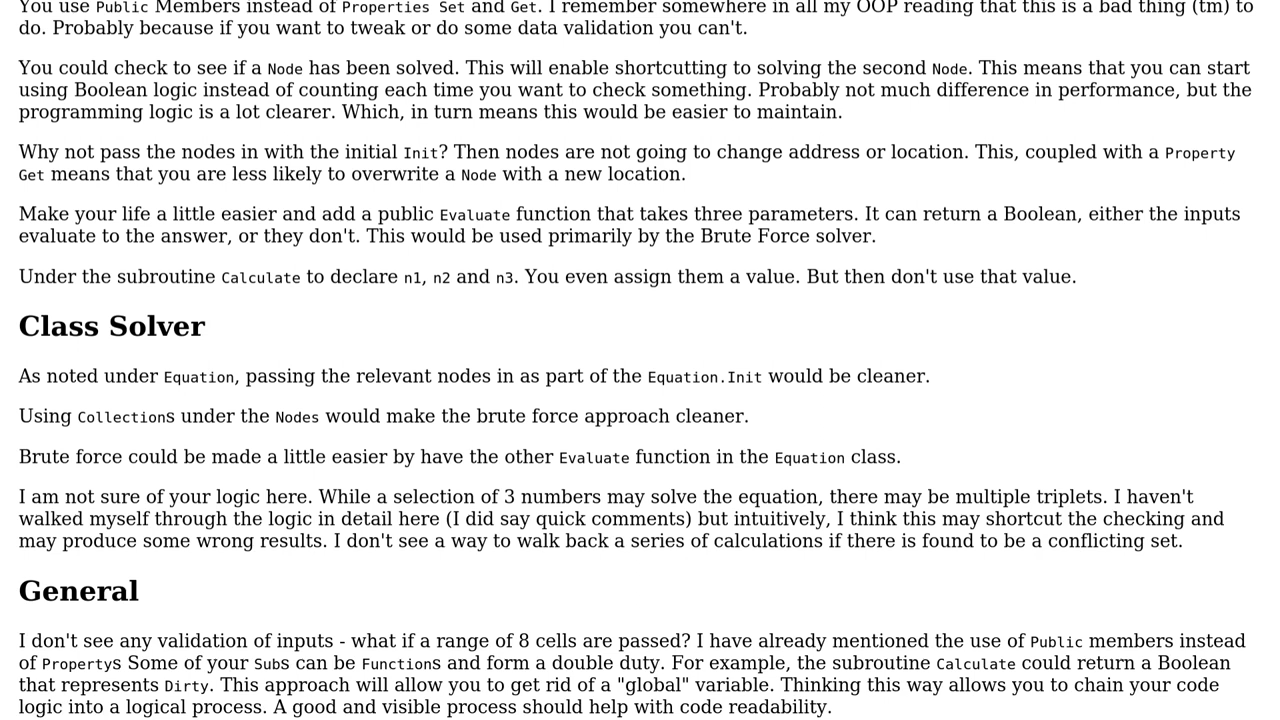 You use Public Members instead of Properties Set and Get. I remember somewhere in all my OOP reading that this is a bad thing (tm) to
do. Probably because if you want to tweak or do some data validation you can't.
You could check to see if a Node has been solved. This will enable shortcutting to solving the second Node. This means that you can start
using Boolean logic instead of counting each time you want to check something. Probably not much difference in performance, but the
programming logic is a lot clearer. Which, in turn means this would be easier to maintain.
Why not pass the nodes in with the initial Init? Then nodes are not going to change address or location. This, coupled with a Property
Get means that you are less likely to overwrite a Node with a new location.
Make your life a little easier and add a public Evaluate function that takes three parameters. It can return a Boolean, either the inputs
evaluate to the answer, or they don't. This would be used primarily by the Brute Force solver.
Under the subroutine Calculate to declare n1, n2 and n3. You even assign them a value. But then don't use that value.
Class Solver
As noted under Equation, passing the relevant nodes in as part of the Equation.Init would be cleaner.
Using Collections under the Nodes would make the brute force approach cleaner.
Brute force could be made a little easier by have the other Evaluate function in the Equation class.
I am not sure of your logic here. While a selection of 3 numbers may solve the equation, there may be multiple triplets. I haven't
walked myself through the logic in detail here (I did say quick comments) but intuitively, I think this may shortcut the checking and
may produce some wrong results. I don't see a way to walk back a series of calculations if there is found to be a conflicting set.
General
I don't see any validation of inputs - what if a range of 8 cells are passed? I have already mentioned the use of Public members instead
of Propertys Some of your Subs can be Functions and form a double duty. For example, the subroutine Calculate could return a Boolean
that represents Dirty. This approach will allow you to get rid of a "global" variable. Thinking this way allows you to chain your code
logic into a logical process. A good and visible process should help with code readability.